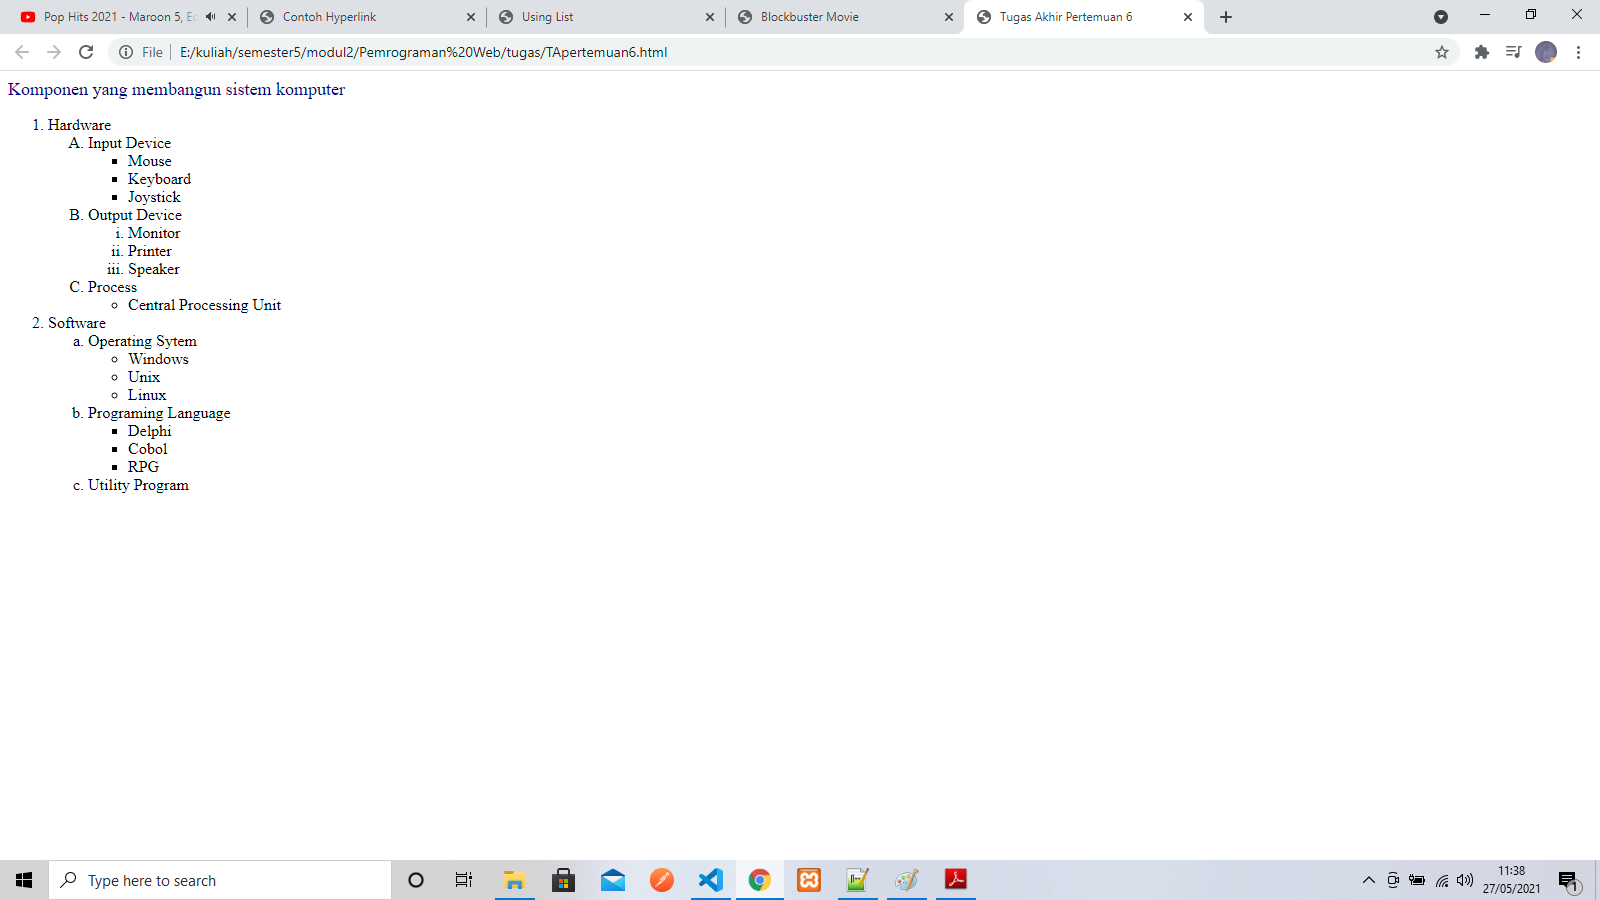 Pop Hits 2021 - Maroon 5, Ec
Contoh Hyperlink
Using List
Blockbuster Movie
Tugas Akhir Pertemuan 6
File
E:/kuliah/semester5/modul2/Pemrograman%20Web/tugas/TApertemuan6.html
Komponen yang membangun sistem komputer
1. Hardware
A. Input Device
▪ Mouse
▪ Keyboard
▪ Joystick
B. Output Device
i. Monitor
ii. Printer
iii. Speaker
C. Process
◦ Central Processing Unit
2. Software
a. Operating Sytem
◦ Windows
◦ Unix
◦ Linux
b. Programing Language
▪ Delphi
▪ Cobol
▪ RPG
c. Utility Program
Type here to search
11:38
27/05/2021
1